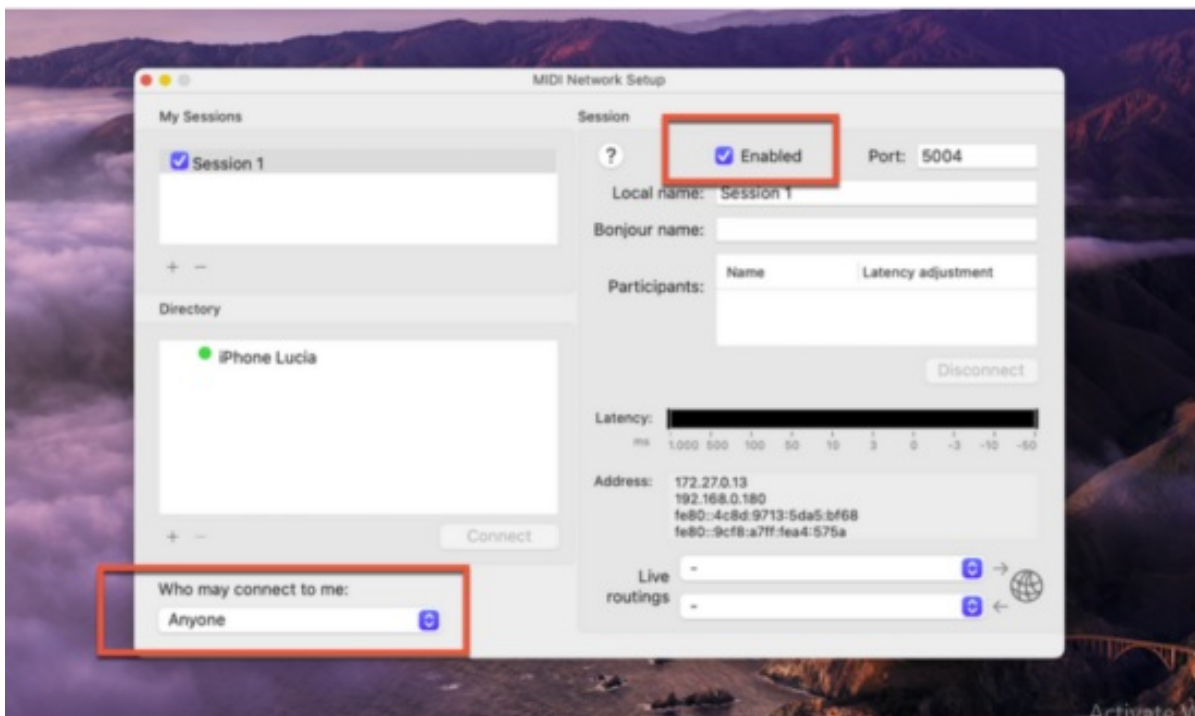 MIDI Network Setup
My Sessions
Session 1
+ −
Directory
iPhone Lucia
+ −
Connect
Who may connect to me:
Anyone
Session
?
Enabled
Port: 5004
Local name: Session 1
Bonjour name:
Participants:
Name Latency adjustment
Disconnect
Latency:
ms 1.000 500 100 50 10 3 0 -3 -10 -50
Address: 172.27.0.13
192.168.0.180
fe80::4c8d:9713:5da5:bf68
fe80::9cf8:a7ff:fea4:575a
Live
routings
-
-
Activate